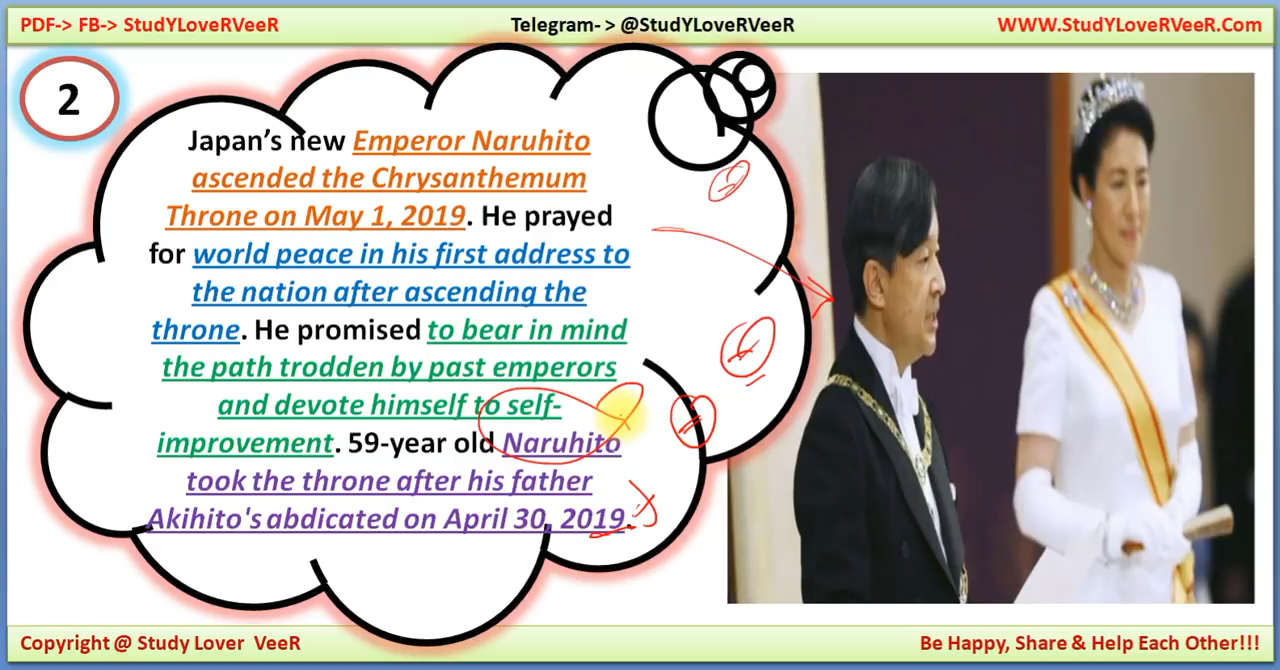 PDF-> FB-> StudYLoveRVeeR
Telegram- > @StudYLoveRVeeR
WWW.StudYLoveRVeeR.Com
2
Japan's new Emperor Naruhito
ascended the Chrysanthemum
Throne on May 1, 2019. He prayed
for world peace in his first address to
the nation after ascending the
throne. He promised to bear in mind
the path trodden by past emperors
and devote himself to self-
improvement. 59-year old Naruhito
took the throne after his father
Akihito's abdicated on April 30, 2019.
Copyright @ Study Lover VeeR
Be Happy, Share & Help Each Other!!!